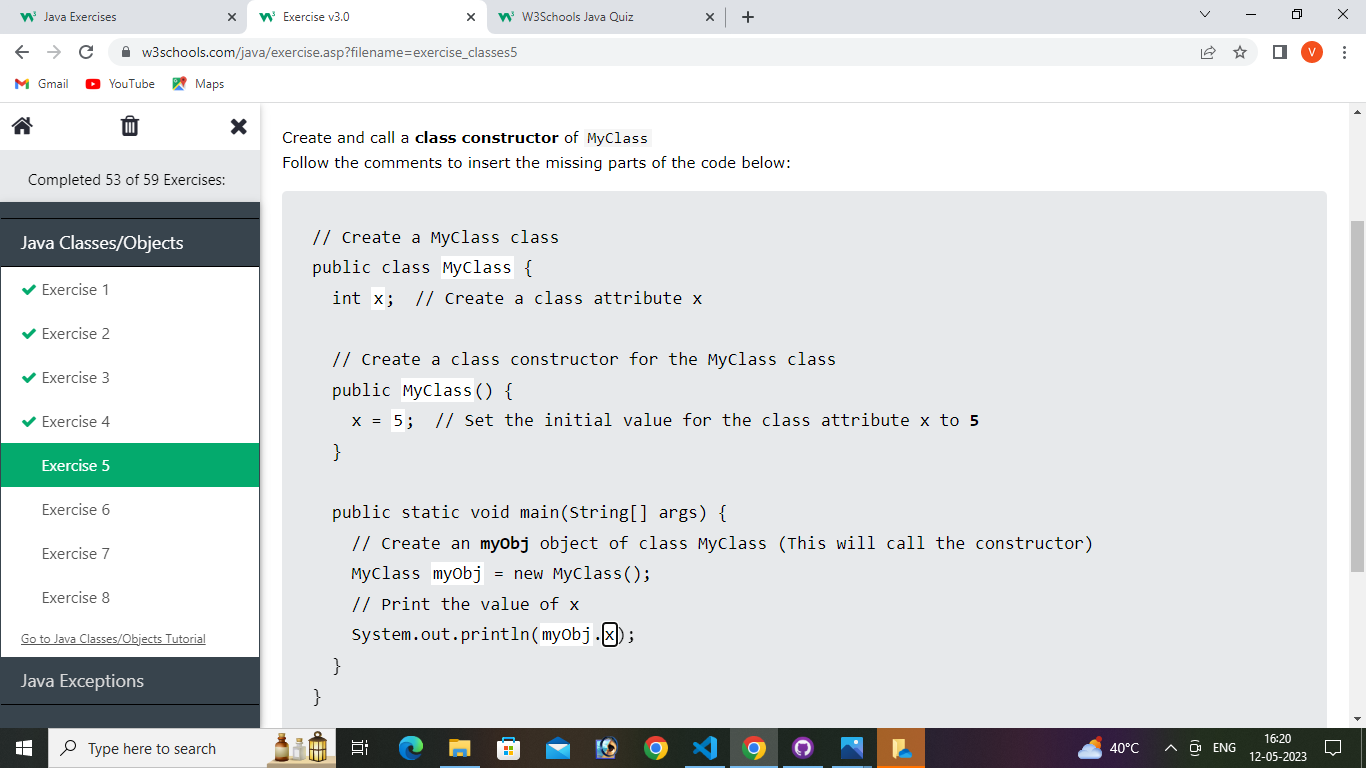 Java Exercises
Exercise v3.0
W3Schools Java Quiz
w3schools.com/java/exercise.asp?filename=exercise_classes5
V
Gmail
YouTube
Maps
Completed 53 of 59 Exercises:
Java Classes/Objects
Exercise 1
Exercise 2
Exercise 3
Exercise 4
Exercise 5
Exercise 6
Exercise 7
Exercise 8
Go to Java Classes/Objects Tutorial
Java Exceptions
Create and call a class constructor of MyClass
Follow the comments to insert the missing parts of the code below:
// Create a MyClass class
public class MyClass {
int x;  // Create a class attribute x
// Create a class constructor for the MyClass class
public MyClass() {
x = 5;  // Set the initial value for the class attribute x to 5
}
public static void main(String[] args) {
// Create an myObj object of class MyClass (This will call the constructor)
MyClass myObj = new MyClass();
// Print the value of x
System.out.println(myObj.x);
}
}
Type here to search
40°C
ENG
16:20
12-05-2023